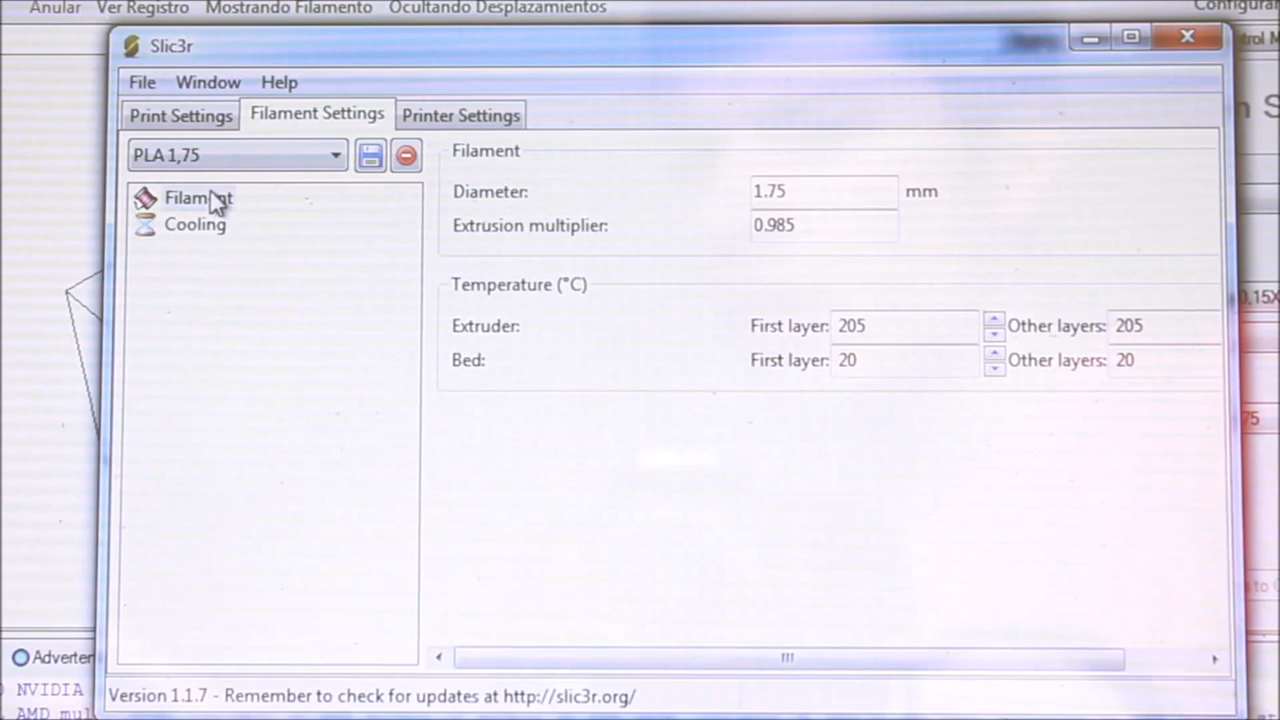 Anular Ver Registro Mostrando Filamento Ocultando Desplazamientos
Slic3r
File Window Help
Print Settings Filament Settings Printer Settings
PLA 1,75
Filament
Cooling
Filament
Diameter: 1.75 mm
Extrusion multiplier: 0.985
Temperature (°C)
Extruder: First layer: 205 Other layers: 205
Bed: First layer: 20 Other layers: 20
NVIDIA
AMD
Version 1.1.7 - Remember to check for updates at http://slic3r.org/